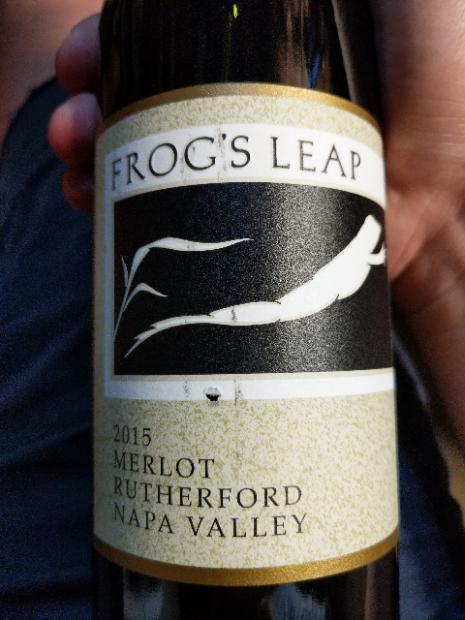 FROG'S LEAP
2015
MERLOT
RUTHERFORD
NAPA VALLEY